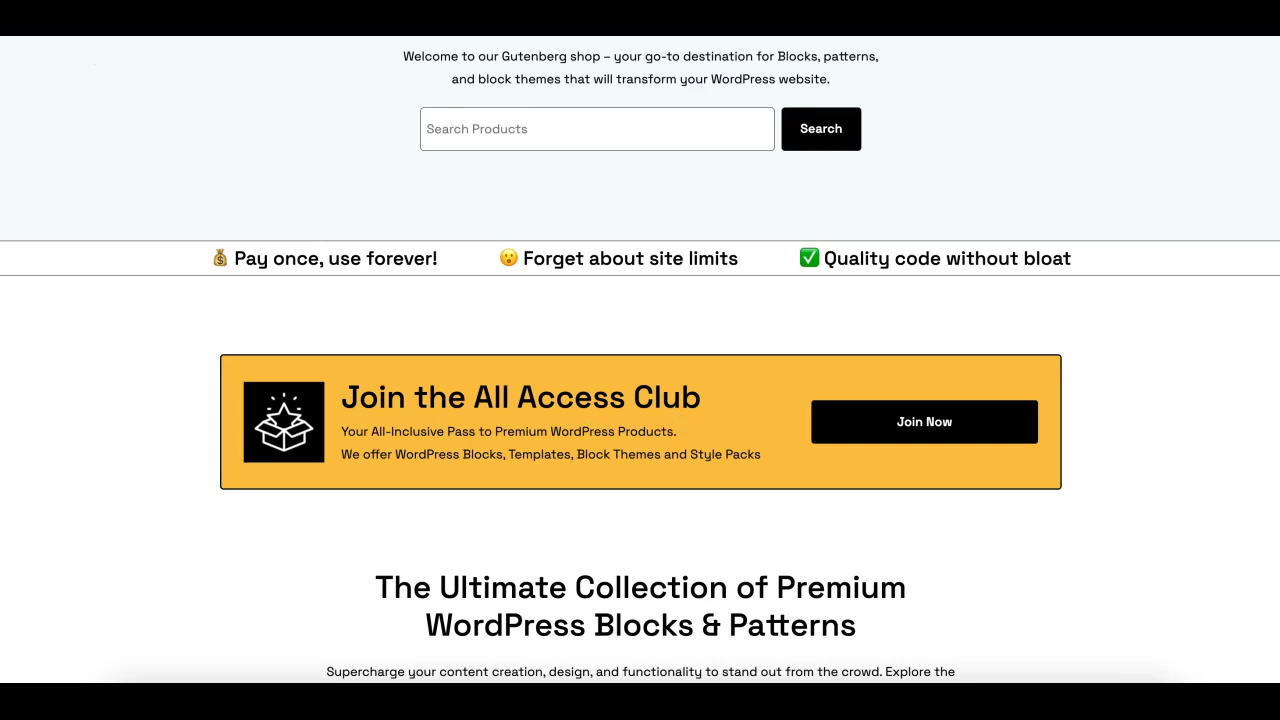 Welcome to our Gutenberg shop – your go-to destination for Blocks, patterns,
and block themes that will transform your WordPress website.
Search Products
Search
💰 Pay once, use forever!
😮 Forget about site limits
✅ Quality code without bloat
Join the All Access Club
Your All-Inclusive Pass to Premium WordPress Products.
We offer WordPress Blocks, Templates, Block Themes and Style Packs
Join Now
The Ultimate Collection of Premium
WordPress Blocks & Patterns
Supercharge your content creation, design, and functionality to stand out from the crowd. Explore the